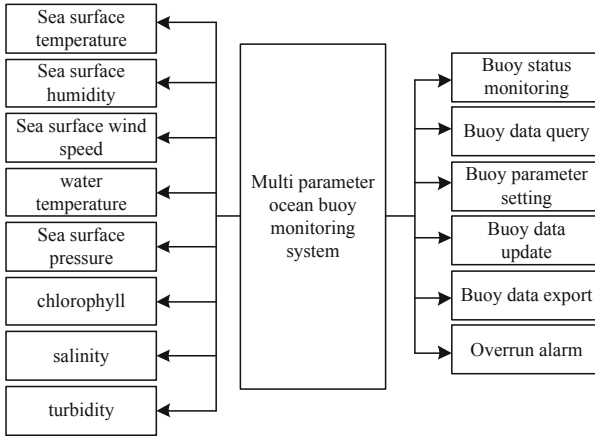 Sea surface
temperature
Sea surface
humidity
Sea surface wind
speed
water
temperature
Sea surface
pressure
chlorophyll
salinity
turbidity
Multi parameter
ocean buoy
monitoring
system
Buoy status
monitoring
Buoy data query
Buoy parameter
setting
Buoy data
update
Buoy data export
Overrun alarm